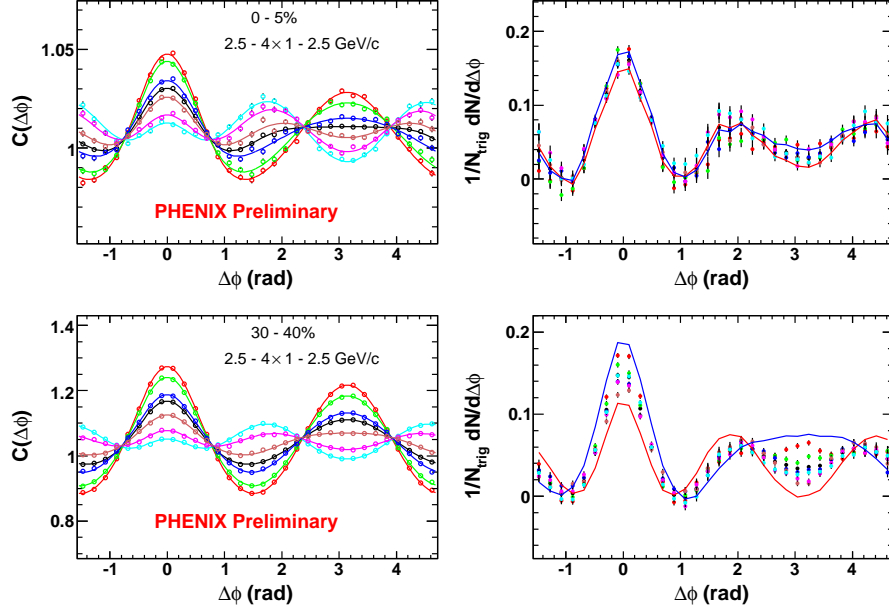 0 - 5%
2.5 - 4× 1 - 2.5 GeV/c
C(Δϕ)
1.05
1
PHENIX Preliminary
-1 0 1 2 3 4
Δϕ (rad)
1/N_trig dN/dΔϕ
0.2
0.1
0
-1 0 1 2 3 4
Δϕ (rad)
30 - 40%
2.5 - 4× 1 - 2.5 GeV/c
C(Δϕ)
1.4
1.2
1
0.8
PHENIX Preliminary
-1 0 1 2 3 4
Δϕ (rad)
1/N_trig dN/dΔϕ
0.2
0.1
0
-1 0 1 2 3 4
Δϕ (rad)